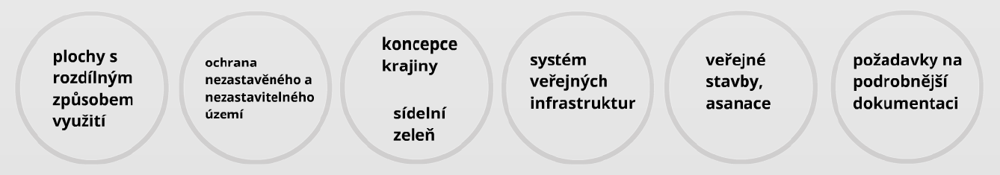 plochy s
rozdílným
způsobem
využití
ochrana
nezastavěného a
nezastavitelného
území
koncepce
krajiny
sídelní
zeleň
systém
veřejných
infrastruktur
veřejné
stavby,
asanace
požadavky na
podrobnější
dokumentaci